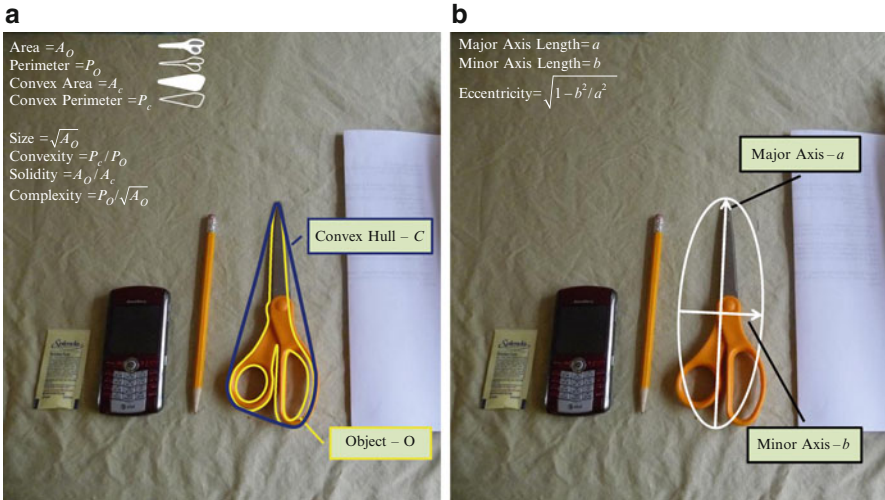 a
Area =A_O
Perimeter =P_O
Convex Area =A_c
Convex Perimeter =P_c
Size =√A_O
Convexity =P_c/P_O
Solidity =A_O/A_c
Complexity =P_O/√A_O
Convex Hull – C
Splenda
Object – O
b
Major Axis Length=a
Minor Axis Length=b
Eccentricity=√1–b²/a²
Major Axis–a
Splenda
Minor Axis–b